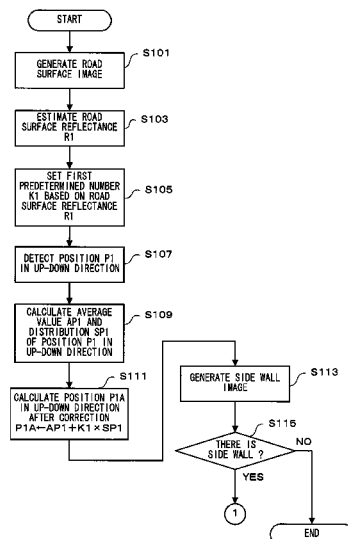 START
S101
GENERATE ROAD
SURFACE IMAGE
S103
ESTIMATE ROAD
SURFACE REFLECTANCE
R1
S105
SET FIRST
PREDETERMINED NUMBER
K1 BASED ON ROAD
SURFACE REFLECTANCE
R1
S107
DETECT POSITION P1
IN UP-DOWN DIRECTION
S109
CALCULATE AVERAGE
VALUE AP1 AND
DISTRIBUTION SP1
OF POSITION P1 IN
UP-DOWN DIRECTION
S111
CALCULATE POSITION P1A
IN UP-DOWN DIRECTION
AFTER CORRECTION
P1A←AP1+K1×SP1
S113
GENERATE SIDE WALL
IMAGE
S115
THERE IS
SIDE WALL ?
NO
YES
1
END